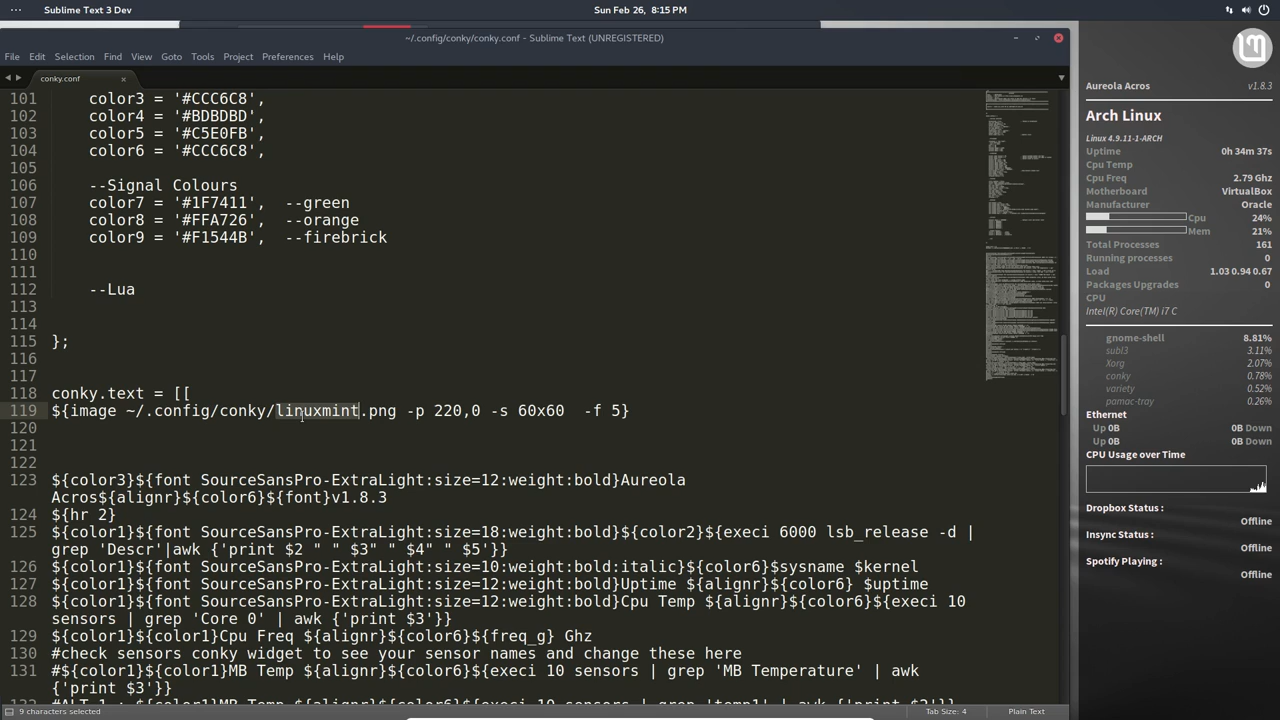 Sublime Text 3 Dev
Sun Feb 26, 8:15 PM
~/.config/conky/conky.conf - Sublime Text (UNREGISTERED)
File Edit Selection Find View Goto Tools Project Preferences Help
conky.conf
101 color3 = '#CCC6C8',
102 color4 = '#BDBDBD',
103 color5 = '#C5E0FB',
104 color6 = '#CCC6C8',
105
106 --Signal Colours
107 color7 = '#1F7411', --green
108 color8 = '#FFA726', --orange
109 color9 = '#F1544B', --firebrick
110
111
112 --Lua
113
114
115 };
116
117
118 conky.text = [[
119 ${image ~/.config/conky/linuxmint.png -p 220,0 -s 60x60  -f 5}
120
121
122
123 ${color3}${font SourceSansPro-ExtraLight:size=12:weight:bold}Aureola
Acros${alignr}${color6}${font}v1.8.3
124 ${hr 2}
125 ${color1}${font SourceSansPro-ExtraLight:size=18:weight:bold}${color2}${execi 6000 lsb_release -d |
grep 'Descr'|awk {'print $2 " " $3" " $4" " $5"'}}
126 ${color1}${font SourceSansPro-ExtraLight:size=10:weight:italic}${color6}$sysname $kernel
127 ${color1}${font SourceSansPro-ExtraLight:size=12:weight:bold}Uptime ${alignr}${color6} $uptime
128 ${color1}${font SourceSansPro-ExtraLight:size=12:weight:bold}Cpu Temp ${alignr}${color6}${execi 10
sensors | grep 'Core 0' | awk {'print $3'}}
129 ${color1}${color1}Cpu Freq ${alignr}${color6}${freq_g} Ghz
130 #check sensors conky widget to see your sensor names and change these here
131 #${color1}${color1}MB Temp ${alignr}${color6}${execi 10 sensors | grep 'MB Temperature' | awk
{'print $3'}}
9 characters selected
Tab Size: 4
Plain Text
Aureola Acros v1.8.3
Arch Linux
Linux 4.9.11-1-ARCH
Uptime 0h 34m 37s
Cpu Temp
Cpu Freq 2.79 Ghz
Motherboard VirtualBox
Manufacturer Oracle
Cpu 24%
Mem 21%
Total Processes 161
Running processes 0
Load 1.03 0.94 0.67
Packages Upgrades 0
CPU
Intel(R) Core(TM) i7 C
gnome-shell 8.81%
subl3 3.11%
Xorg 2.07%
conky 0.78%
variety 0.52%
pamac-tray 0.26%
Ethernet
Up 0B 0B Up 0B 0B
CPU Usage over Time
Dropbox Status :
Offline
Insync Status :
Offline
Spotify Playing :
Offline